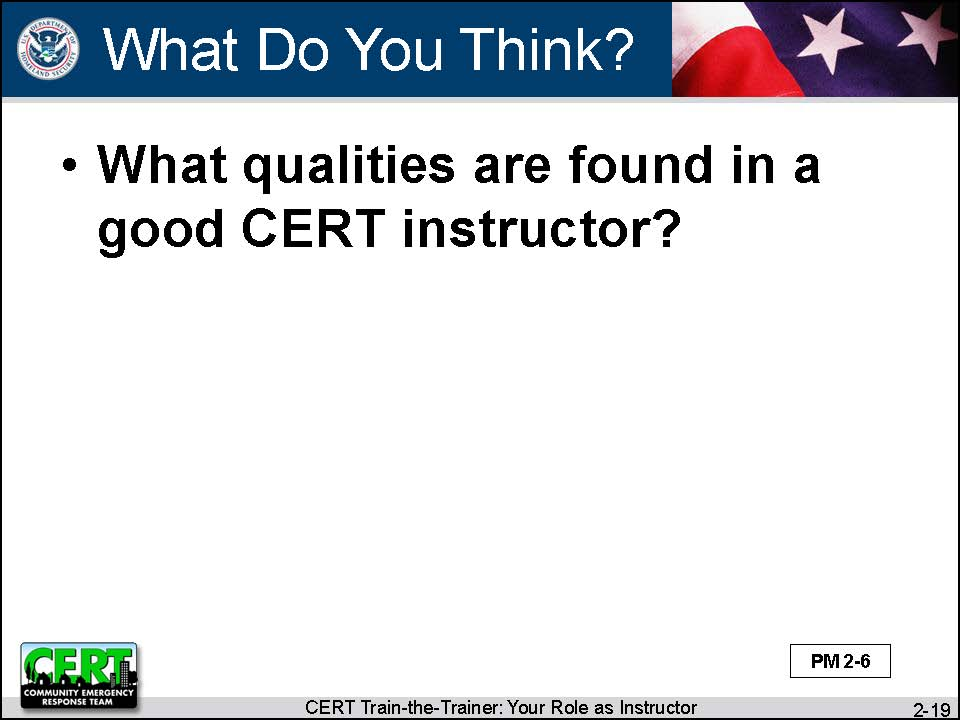 U.S. DEPARTMENT OF
HOMELAND SECURITY
What Do You Think?
• What qualities are found in a
good CERT instructor?
PM 2-6
CERT
COMMUNITY EMERGENCY
RESPONSE TEAM
CERT Train-the-Trainer: Your Role as Instructor
2-19